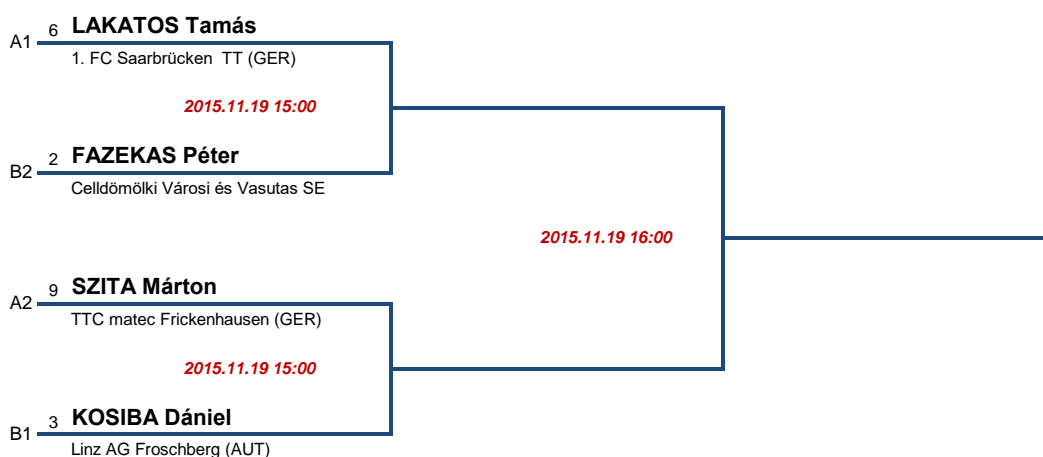 A1 6 LAKATOS Tamás
1. FC Saarbrücken TT (GER)
2015.11.19 15:00
B2 2 FAZEKAS Péter
Celldömölki Városi és Vasutas SE
2015.11.19 16:00
A2 9 SZITA Márton
TTC matec Frickenhausen (GER)
2015.11.19 15:00
B1 3 KOSIBA Dániel
Linz AG Froschberg (AUT)